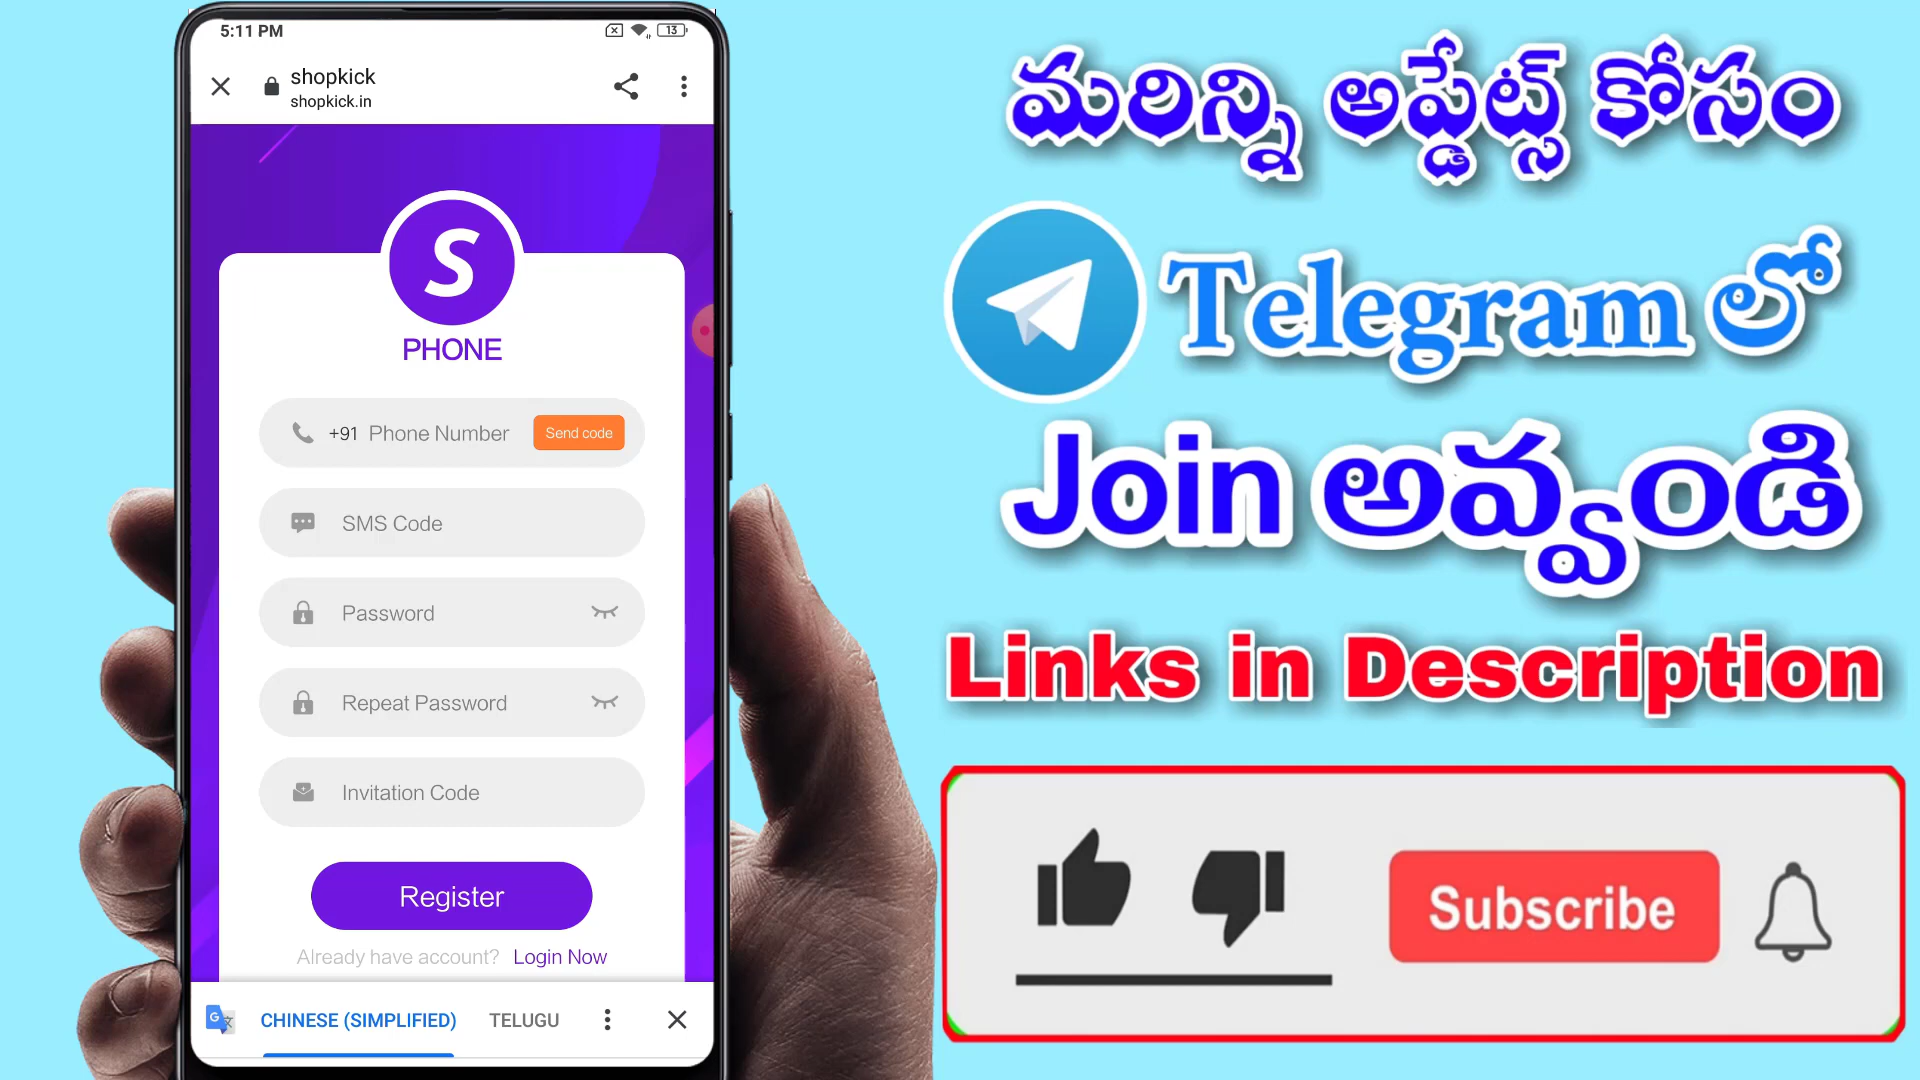 5:11 PM
13
shopkick
shopkick.in
S
PHONE
+91 Phone Number Send code
SMS Code
Password
Repeat Password
Invitation Code
Register
Already have account? Login Now
CHINESE (SIMPLIFIED) TELUGU
మరిన్ని అప్డేట్స్ కోసం
Telegram లో
Join అవ్వండి
Links in Description
Subscribe